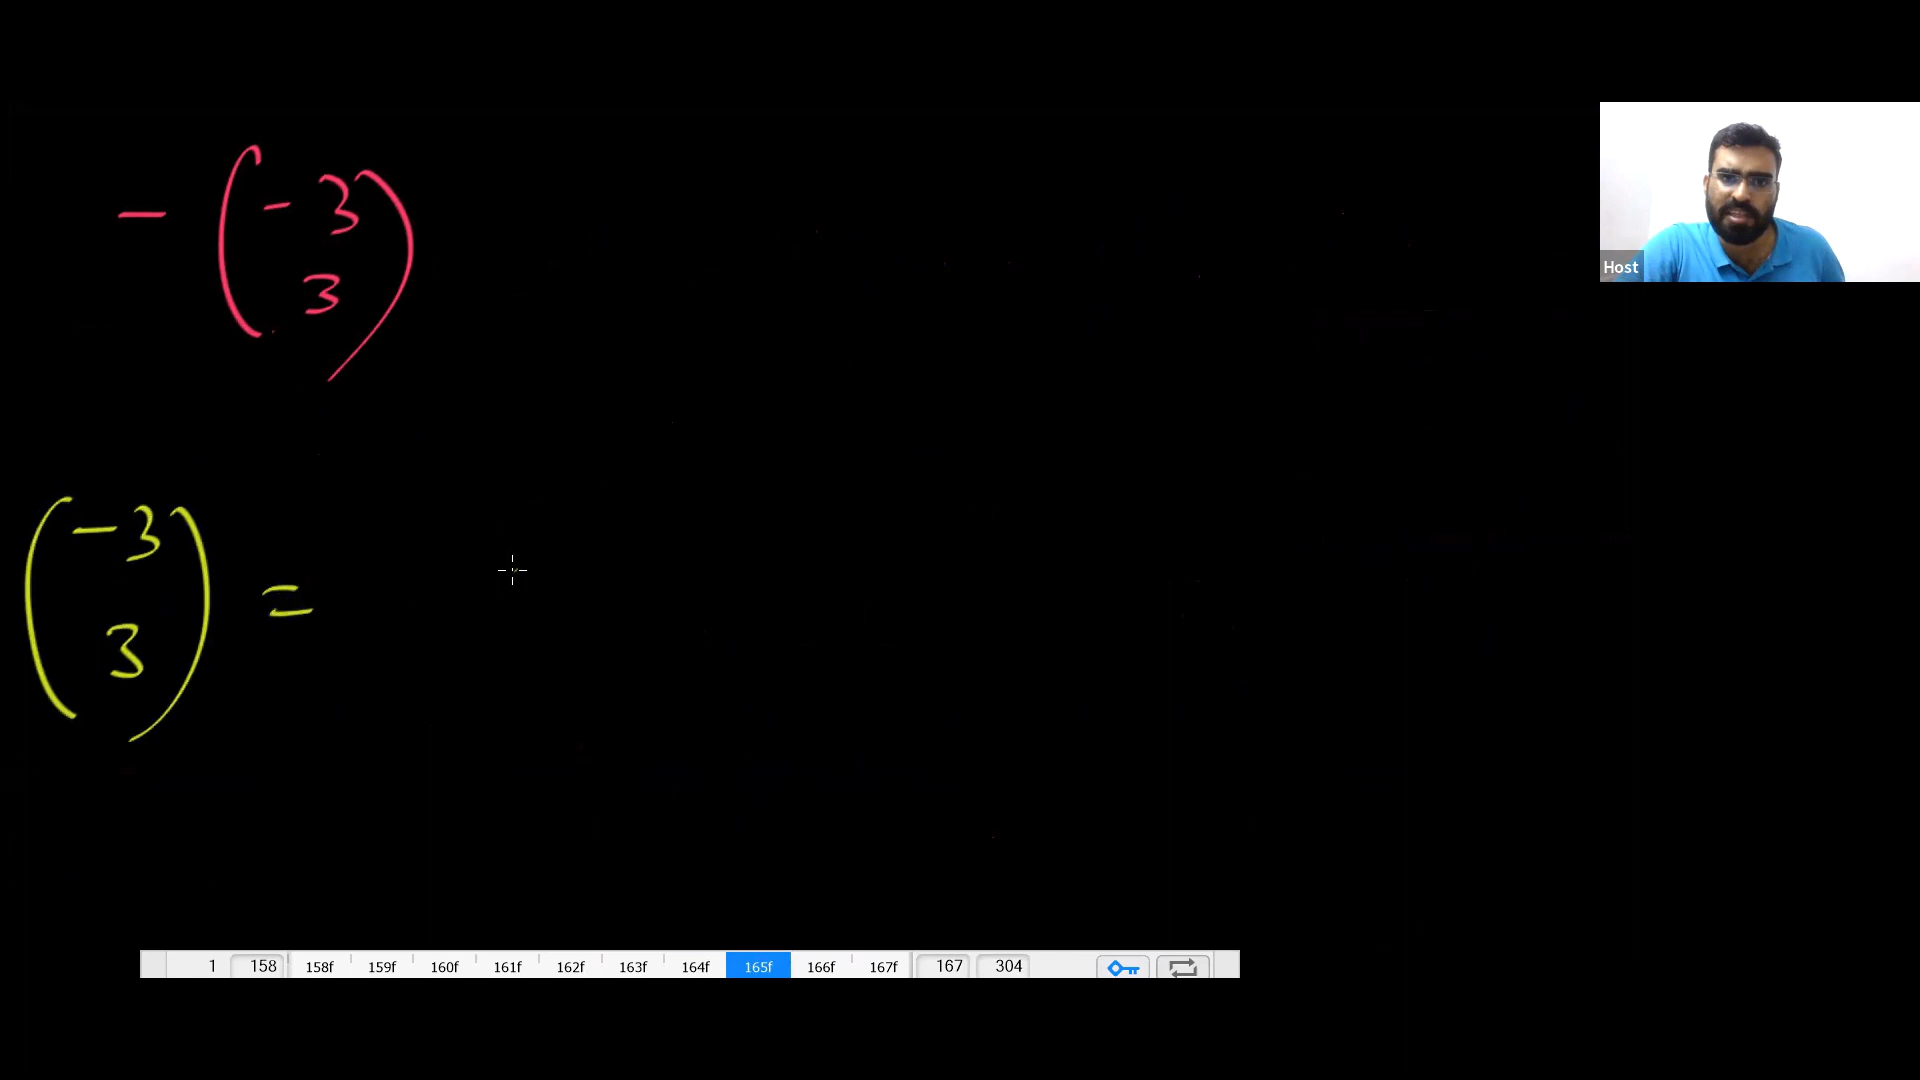 - ( - 3 )
3
Host
( - 3 ) =
3
1 158 158f 159f 160f 161f 162f 163f 164f 165f 166f 167f 167 304